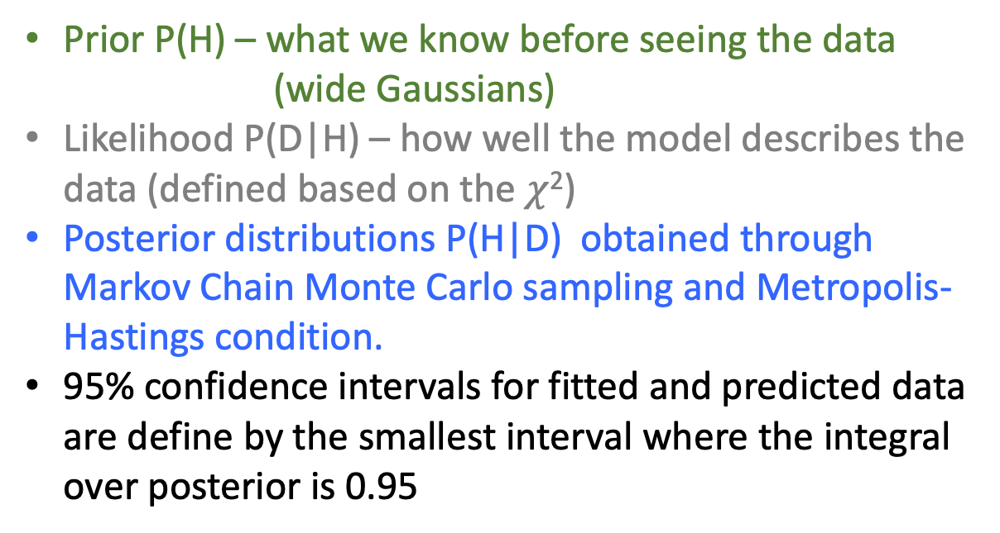 • Prior P(H) – what we know before seeing the data
(wide Gaussians)
• Likelihood P(D|H) – how well the model describes the
data (defined based on the χ²)
• Posterior distributions P(H|D) obtained through
Markov Chain Monte Carlo sampling and Metropolis-
Hastings condition.
• 95% confidence intervals for fitted and predicted data
are define by the smallest interval where the integral
over posterior is 0.95